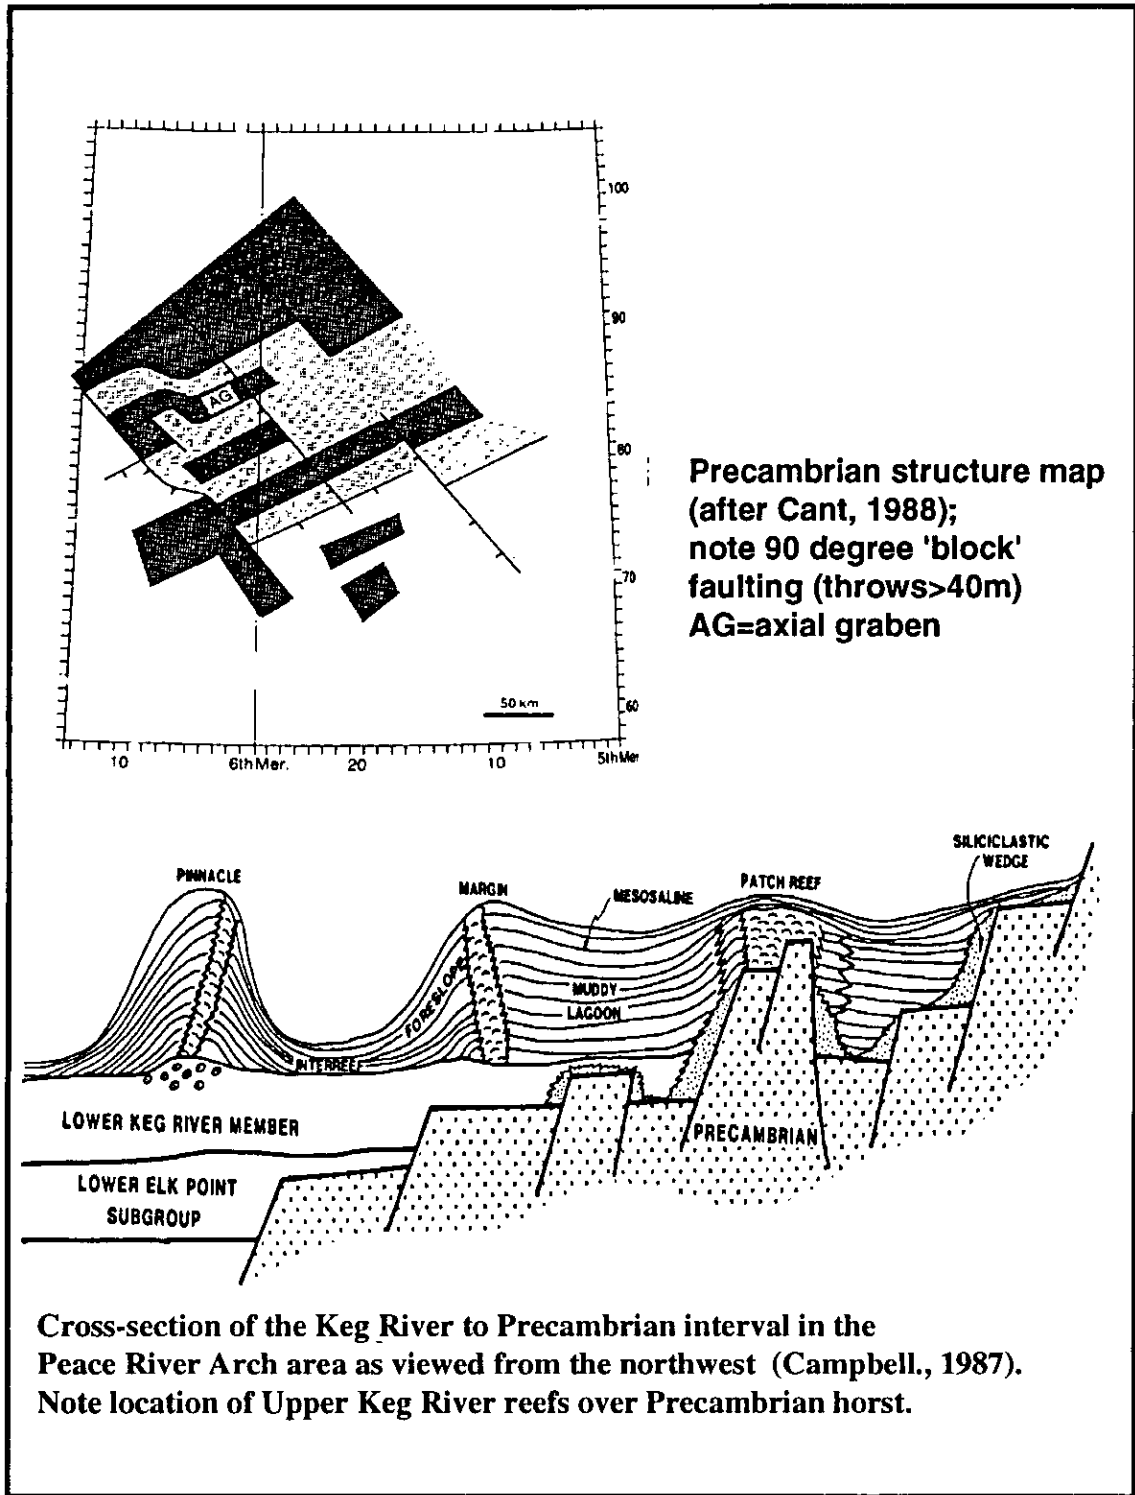 100
90
AG
80
Precambrian structure map
(after Cant, 1988);
note 90 degree 'block'
faulting (throws>40m)
AG=axial graben
70
50 km
60
10
6th Mer.
20
10
5th Mer
SILICICLASTIC
WEDGE
PINNACLE
MARGIN
MESOSALINE
PATCH REEF
FORESLOPE
MUDDY
LAGOON
INTERREEF
LOWER KEG RIVER MEMBER
PRECAMBRIAN
LOWER ELK POINT
SUBGROUP
Cross-section of the Keg River to Precambrian interval in the
Peace River Arch area as viewed from the northwest (Campbell., 1987).
Note location of Upper Keg River reefs over Precambrian horst.